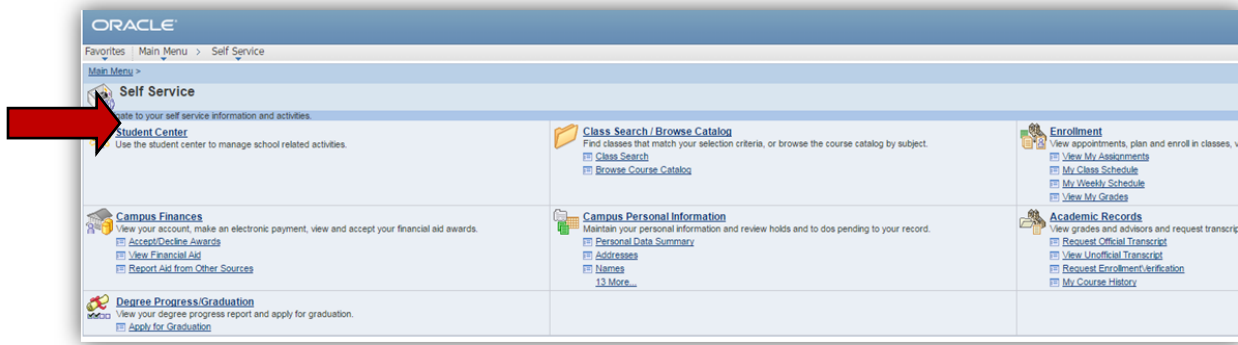 ORACLE
Favorites Main Menu > Self Service
Main Menu >
Self Service
to your self service information and activities.
Student Center
Use the student center to manage school related activities.
Class Search / Browse Catalog
Find classes that match your selection criteria, or browse the course catalog by subject.
Class Search
Browse Course Catalog
Enrollment
View appointments, plan and enroll in classes,
View My Assignments
My Class Schedule
My Weekly Schedule
View My Grades
Campus Finances
View your account, make an electronic payment, view and accept your financial aid awards.
Accept/Decline Awards
View Financial Aid
Report Aid from Other Sources
Campus Personal Information
Maintain your personal information and review holds and to dos pending to your record.
Personal Data Summary
Addresses
Names
13 More...
Academic Records
View grades and advisors and request transcrip
Request Official Transcript
View Unofficial Transcript
Request Enrollment Verification
My Course History
Degree Progress/Graduation
View your degree progress report and apply for graduation.
Apply for Graduation